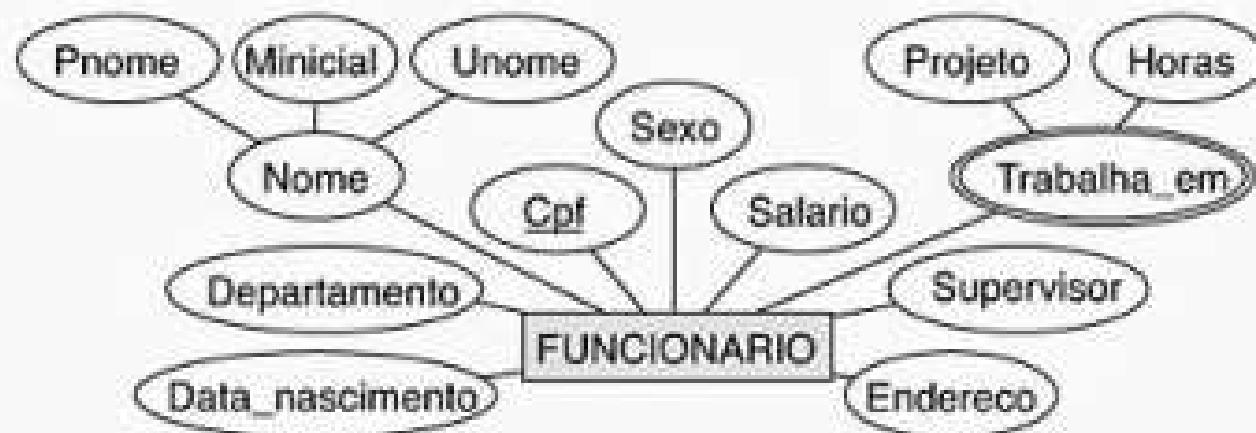 Pnome Minicial Unome Projeto Horas
Sexo
Nome Trabalha_em
Cpf Salario
Departamento Supervisor
FUNCIONARIO
Data_nascimento Endereco